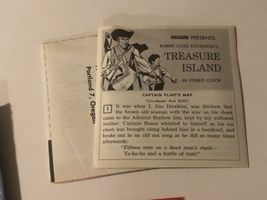 PRESENTS
ROBERT LOUIS STEVENSON'S
TREASURE
ISLAND
IN STEREO COLOR
CAPTAIN FLINT'S MAP
View-Master Reel
1 It was when I, Jim Hawkins, was thirteen that
the brown old seaman with the scar on his cheek
came to the Admiral Benbow Inn, kept by my widowed
mother. Captain Bones whistled to himself as his sea
chest was brought along behind him in a handcart, and
broke out in an old sea song as he did so many times
afterwards:
"Fifteen men on a dead man's chest—
Yo-ho-ho and a bottle of rum!"
Portland 7, Oregon